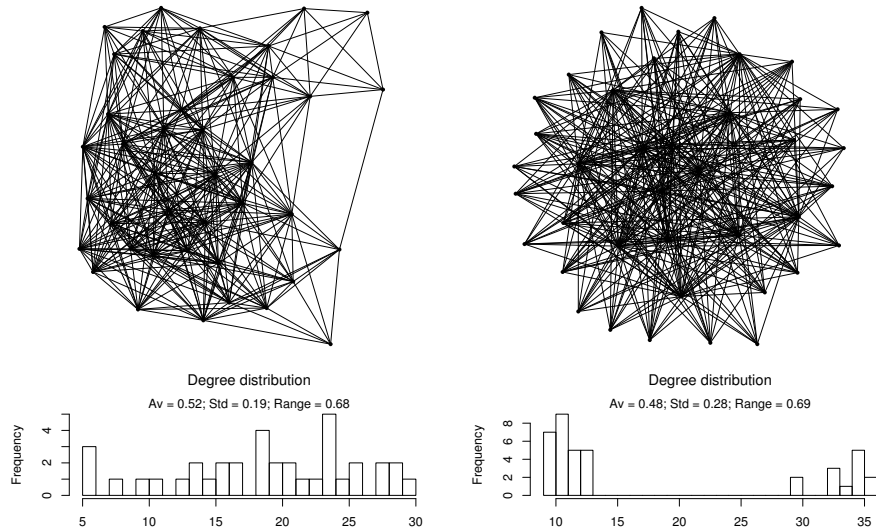 Degree distribution
Av = 0.52; Std = 0.19; Range = 0.68
Frequency
0 2 4
5 10 15 20 25 30
Degree distribution
Av = 0.48; Std = 0.28; Range = 0.69
Frequency
0 2 4 6 8
10 15 20 25 30 35